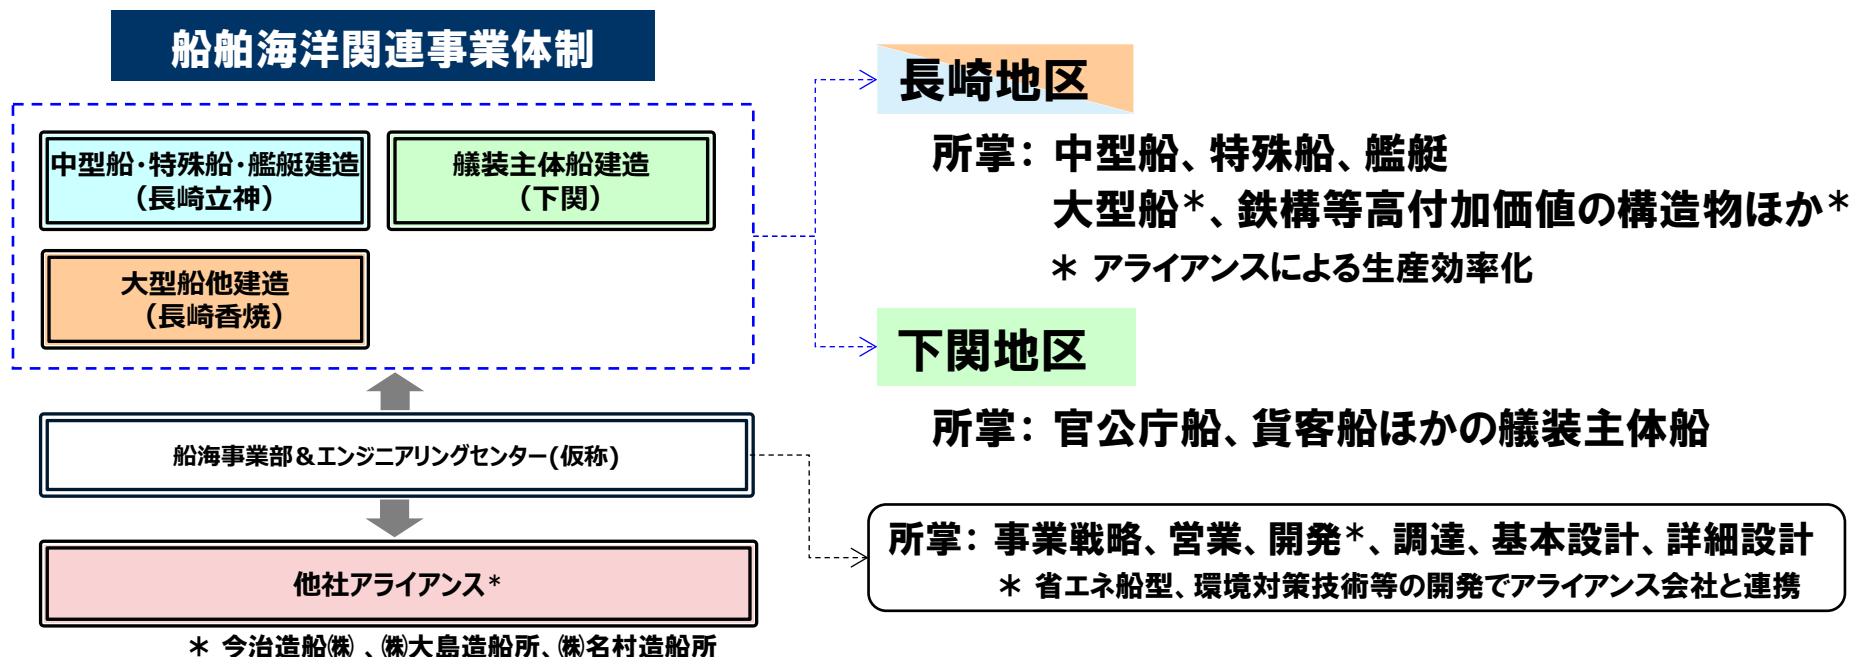 船舶海洋関連事業体制
中型船・特殊船・艦艇建造
（長崎立神）
艤装主体船建造
（下関）
大型船他建造
（長崎香焼）
船海事業部＆エンジニアリングセンター(仮称)
他社アライアンス*
＊ 今治造船㈱ 、㈱大島造船所、㈱名村造船所
長崎地区
所掌： 中型船、特殊船、艦艇
大型船*、鉄構等高付加価値の構造物ほか*
＊ アライアンスによる生産効率化
下関地区
所掌： 官公庁船、貨客船ほかの艤装主体船
所掌： 事業戦略、営業、開発*、調達、基本設計、詳細設計
＊ 省エネ船型、環境対策技術等の開発でアライアンス会社と連携